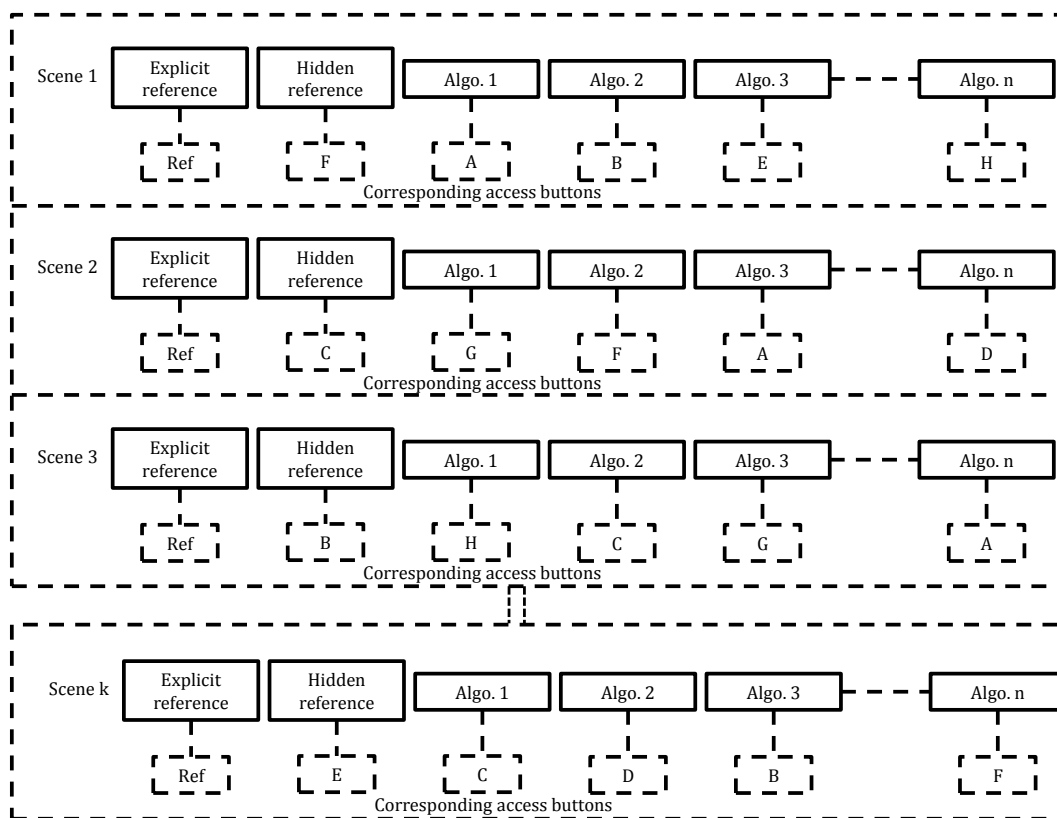 Scene 1
Explicit
reference
Hidden
reference
Algo. 1
Algo. 2
Algo. 3
Algo. n
Ref
F
A
B
E
H
Corresponding access buttons
Scene 2
Explicit
reference
Hidden
reference
Algo. 1
Algo. 2
Algo. 3
Algo. n
Ref
C
G
F
A
D
Corresponding access buttons
Scene 3
Explicit
reference
Hidden
reference
Algo. 1
Algo. 2
Algo. 3
Algo. n
Ref
B
H
C
G
A
Corresponding access buttons
Scene k
Explicit
reference
Hidden
reference
Algo. 1
Algo. 2
Algo. 3
Algo. n
Ref
E
C
D
B
F
Corresponding access buttons